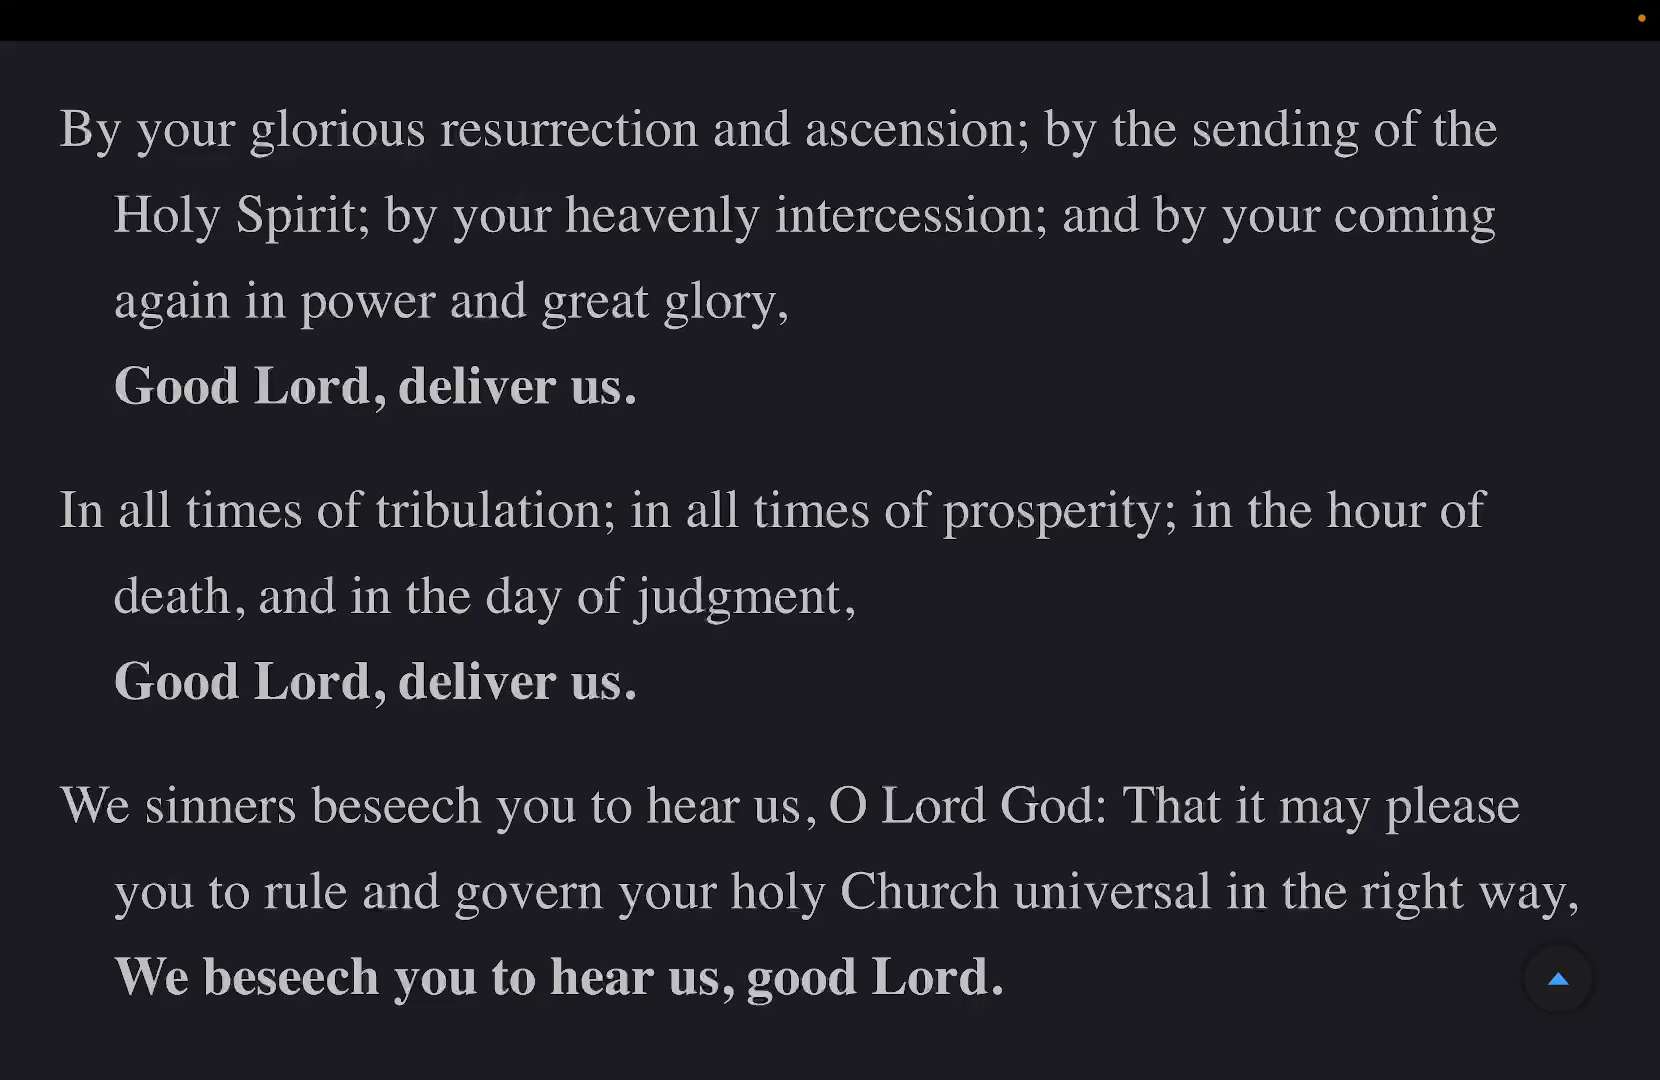 By your glorious resurrection and ascension; by the sending of the
Holy Spirit; by your heavenly intercession; and by your coming
again in power and great glory,
Good Lord, deliver us.
In all times of tribulation; in all times of prosperity; in the hour of
death, and in the day of judgment,
Good Lord, deliver us.
We sinners beseech you to hear us, O Lord God: That it may please
you to rule and govern your holy Church universal in the right way,
We beseech you to hear us, good Lord.